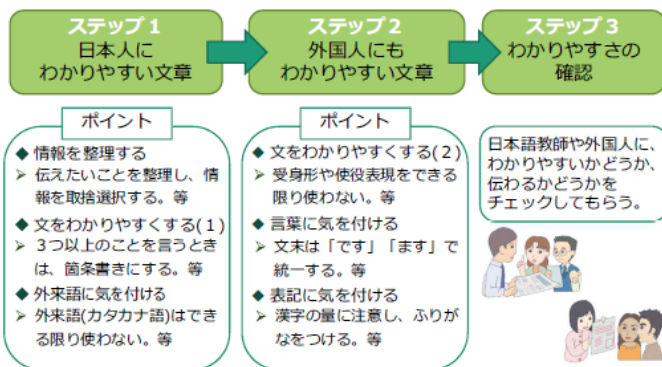 ステップ1
日本人に
わかりやすい文章
ステップ2
外国人にも
わかりやすい文章
ステップ3
わかりやすさの
確認
ポイント
◆ 情報を整理する
➢ 伝えたいことを整理し、情
報を取捨選択する。等
◆ 文をわかりやすくする(1)
➢ 3つ以上のことを言うとき
は、箇条書きにする。等
◆ 外来語に気を付ける
➢ 外来語(カタカナ語)はでき
る限り使わない。等
ポイント
◆ 文をわかりやすくする(2)
➢ 受身形や使役表現をできる
限り使わない。等
◆ 言葉に気を付ける
➢ 文末は「です」「ます」で
統一する。等
◆ 表記に気を付ける
➢ 漢字の量に注意し、ふりが
なをつける。等
日本語教師や外国人に、
わかりやすいかどうか、
伝わるかどうかを
チェックしてもらう。